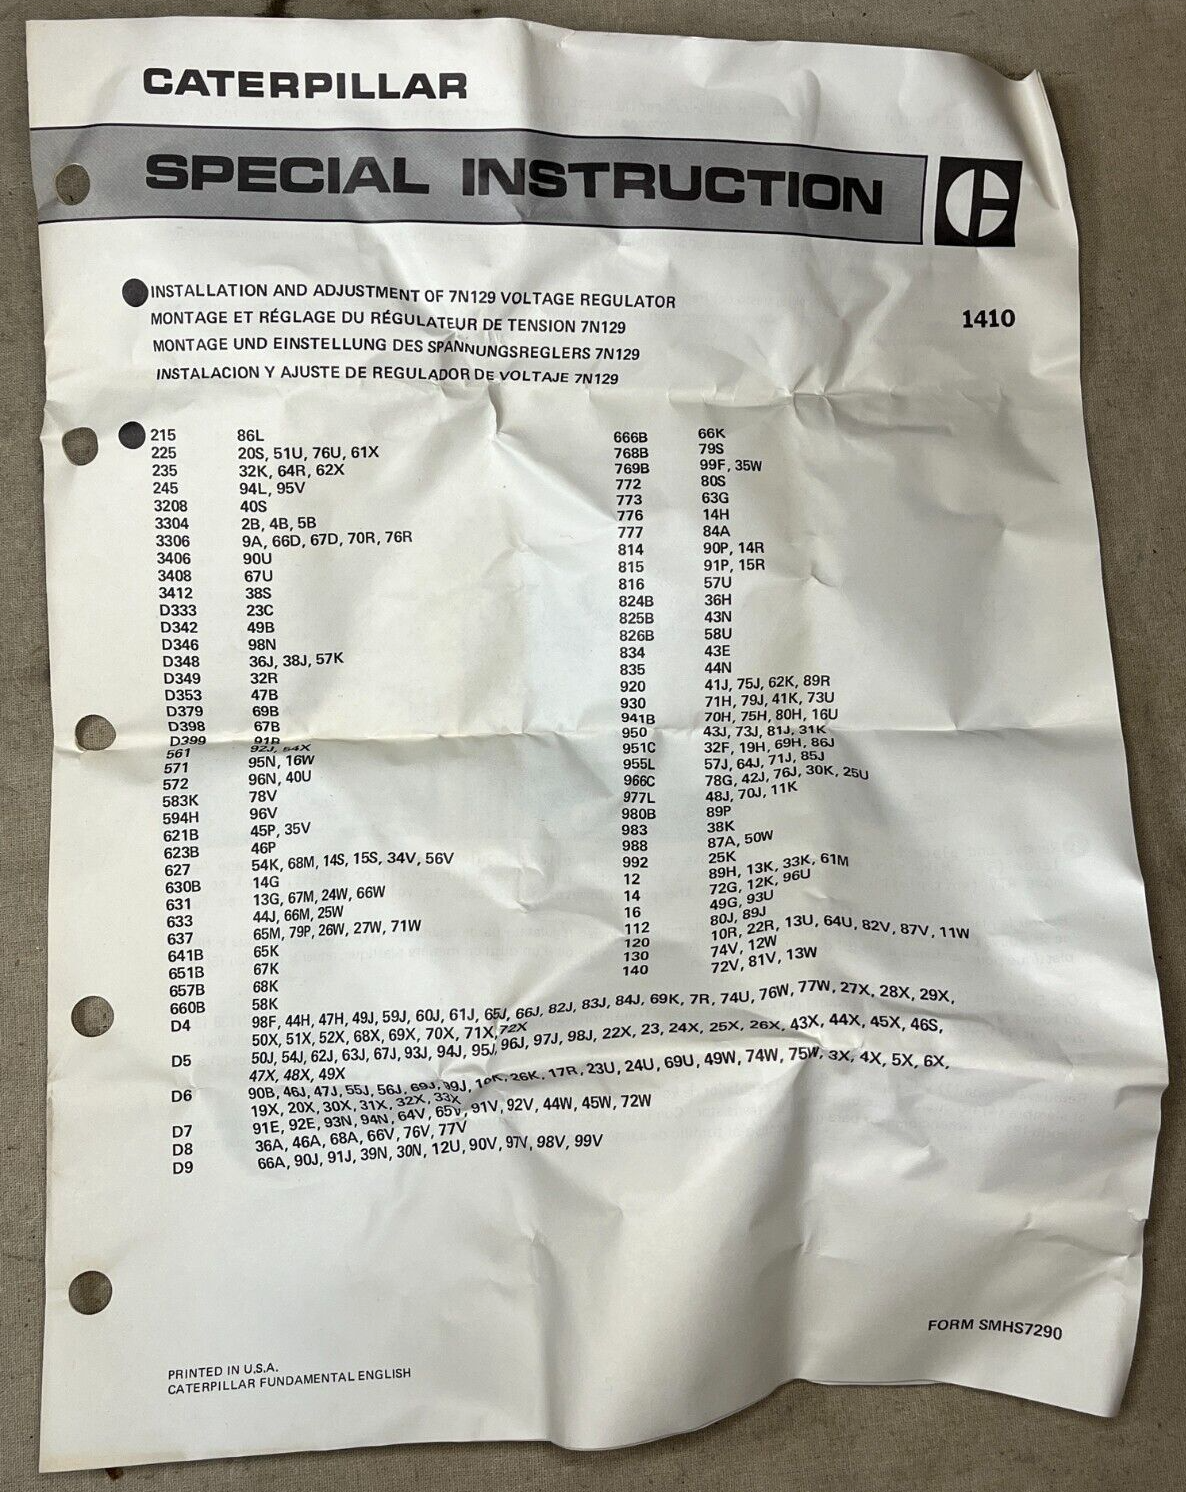 CATERPILLAR
SPECIAL INSTRUCTION
INSTALLATION AND ADJUSTMENT OF 7N129 VOLTAGE REGULATOR
MONTAGE ET RÉGLAGE DU RÉGULATEUR DE TENSION 7N129
MONTAGE UND EINSTELLUNG DES SPANNUNGSREGLERS 7N129
INSTALACION Y AJUSTE DE REGULADOR DE VOLTAJE 7N129
1410
215 86L
225 20S, 51U, 76U, 61X
235 32K, 64R, 62X
245 94L, 95V
3208 40S
3304 2B, 4B, 5B
3306 9A, 66D, 67D, 70R, 76R
3406 90U
3408 67U
3412 38S
D333 23C
D342 49B
D346 98N
D348 36J, 38J, 57K
D349 32R
D353 47B
D379 69B
D398 67B
D399 91B
561 92J, 54X
571 95N, 16W
572 96N, 40U
583K 78V
594H 96V
621B 45P, 35V
623B 46P
627 54K, 68M, 14S, 15S, 34V, 56V
630B 14G
631 13G, 67M, 24W, 66W
633 44J, 66M, 25W
637 65M, 79P, 26W, 27W, 71W
641B 65K
651B 67K
657B 68K
660B 58K
666B 66K
768B 79S
769B 99F, 35W
772 80S
773 63G
776 14H
777 84A
814 90P, 14R
815 91P, 15R
816 57U
824B 36H
825B 43N
826B 58U
834 43E
835 44N
920 41J, 75J, 62K, 89R
930 71H, 79J, 41K, 73U
941B 70H, 75H, 80H, 16U
950 43J, 73J, 81J, 31K
951C 32F, 19H, 69H, 86J
955L 57J, 64J, 71J, 85J
966C 78G, 42J, 76J, 30K, 25U
977L 48J, 70J, 11K
980B 89P
983 38K
988 87A, 50W
992 25K
12 89H, 13K, 33K, 61M
14 72G, 12K, 96U
16 49G, 93U
112 80J, 89J
120 10R, 22R, 13U, 64U, 82V, 87V, 11W
130 74V, 12W
140 72V, 81V, 13W
D4 98F, 44H, 47H, 49J, 59J, 60J, 61J, 65J, 66J, 82J, 83J, 84J, 69K, 7R, 74U, 76W, 77W, 27X, 28X, 29X,
50X, 51X, 52X, 68X, 69X, 70X, 71X, 72X
D5 50J, 54J, 62J, 63J, 67J, 93J, 94J, 95J, 96J, 97J, 98J, 22X, 23, 24X, 25X, 26X, 43X, 44X, 45X, 46S,
47X, 48X, 49X
D6 90B, 46J, 47J, 55J, 56J, 69J, 99J, 10K, 26K, 17R, 23U, 24U, 69U, 49W, 74W, 75W, 3X, 4X, 5X, 6X,
19X, 20X, 30X, 31X, 32X, 33X
D7 91E, 92E, 93N, 94N, 64V, 65V, 91V, 92V, 44W, 45W, 72W
D8 36A, 46A, 68A, 66V, 76V, 77V
D9 66A, 90J, 91J, 39N, 30N, 12U, 90V, 97V, 98V, 99V
FORM SMHS7290
PRINTED IN U.S.A.
CATERPILLAR FUNDAMENTAL ENGLISH